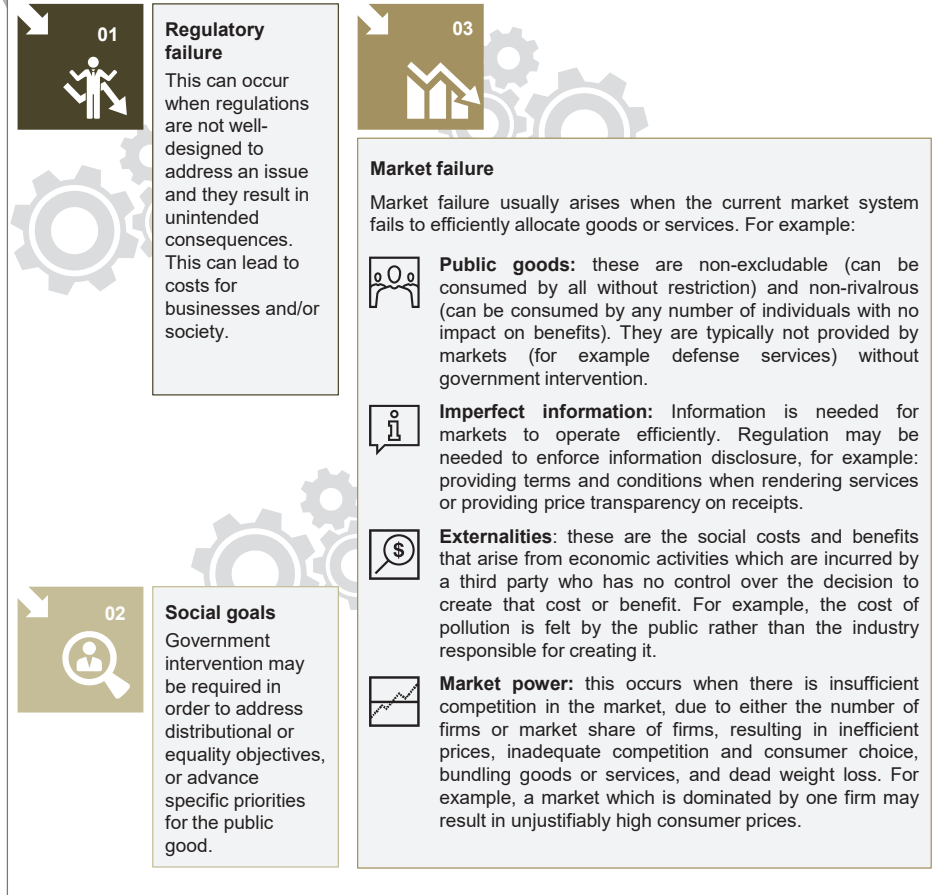 01
Regulatory
failure
This can occur
when regulations
are not well-
designed to
address an issue
and they result in
unintended
consequences.
This can lead to
costs for
businesses and/or
society.
02
Social goals
Government
intervention may
be required in
order to address
distributional or
equality objectives,
or advance
specific priorities
for the public
good.
03
Market failure
Market failure usually arises when the current market system
fails to efficiently allocate goods or services. For example:
Public goods: these are non-excludable (can be
consumed by all without restriction) and non-rivalrous
(can be consumed by any number of individuals with no
impact on benefits). They are typically not provided by
markets (for example defense services) without
government intervention.
i
Imperfect information: Information is needed for
markets to operate efficiently. Regulation may be
needed to enforce information disclosure, for example:
providing terms and conditions when rendering services
or providing price transparency on receipts.
$
Externalities: these are the social costs and benefits
that arise from economic activities which are incurred by
a third party who has no control over the decision to
create that cost or benefit. For example, the cost of
pollution is felt by the public rather than the industry
responsible for creating it.
Market power: this occurs when there is insufficient
competition in the market, due to either the number of
firms or market share of firms, resulting in inefficient
prices, inadequate competition and consumer choice,
bundling goods or services, and dead weight loss. For
example, a market which is dominated by one firm may
result in unjustifiably high consumer prices.